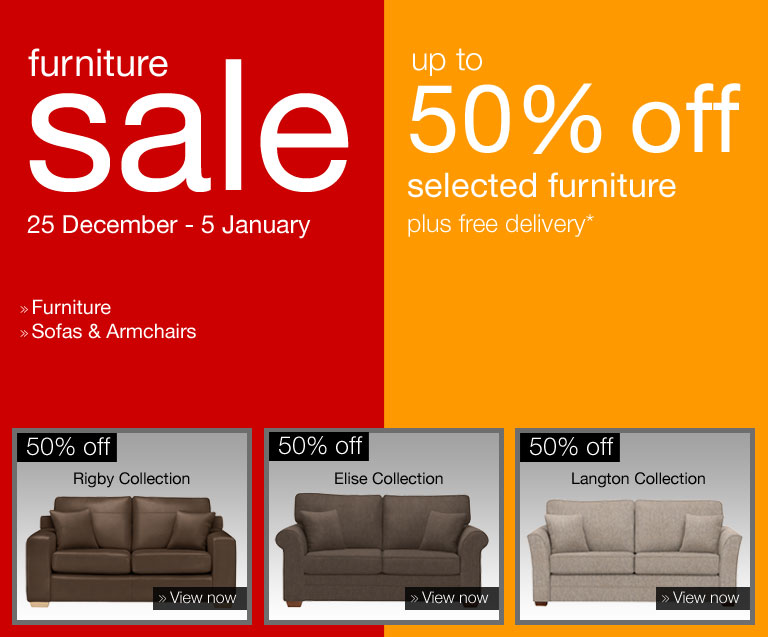 furniture
sale
25 December - 5 January
» Furniture
» Sofas & Armchairs
up to
50% off
selected furniture
plus free delivery*
50% off
Rigby Collection
» View now
50% off
Elise Collection
» View now
50% off
Langton Collection
» View now